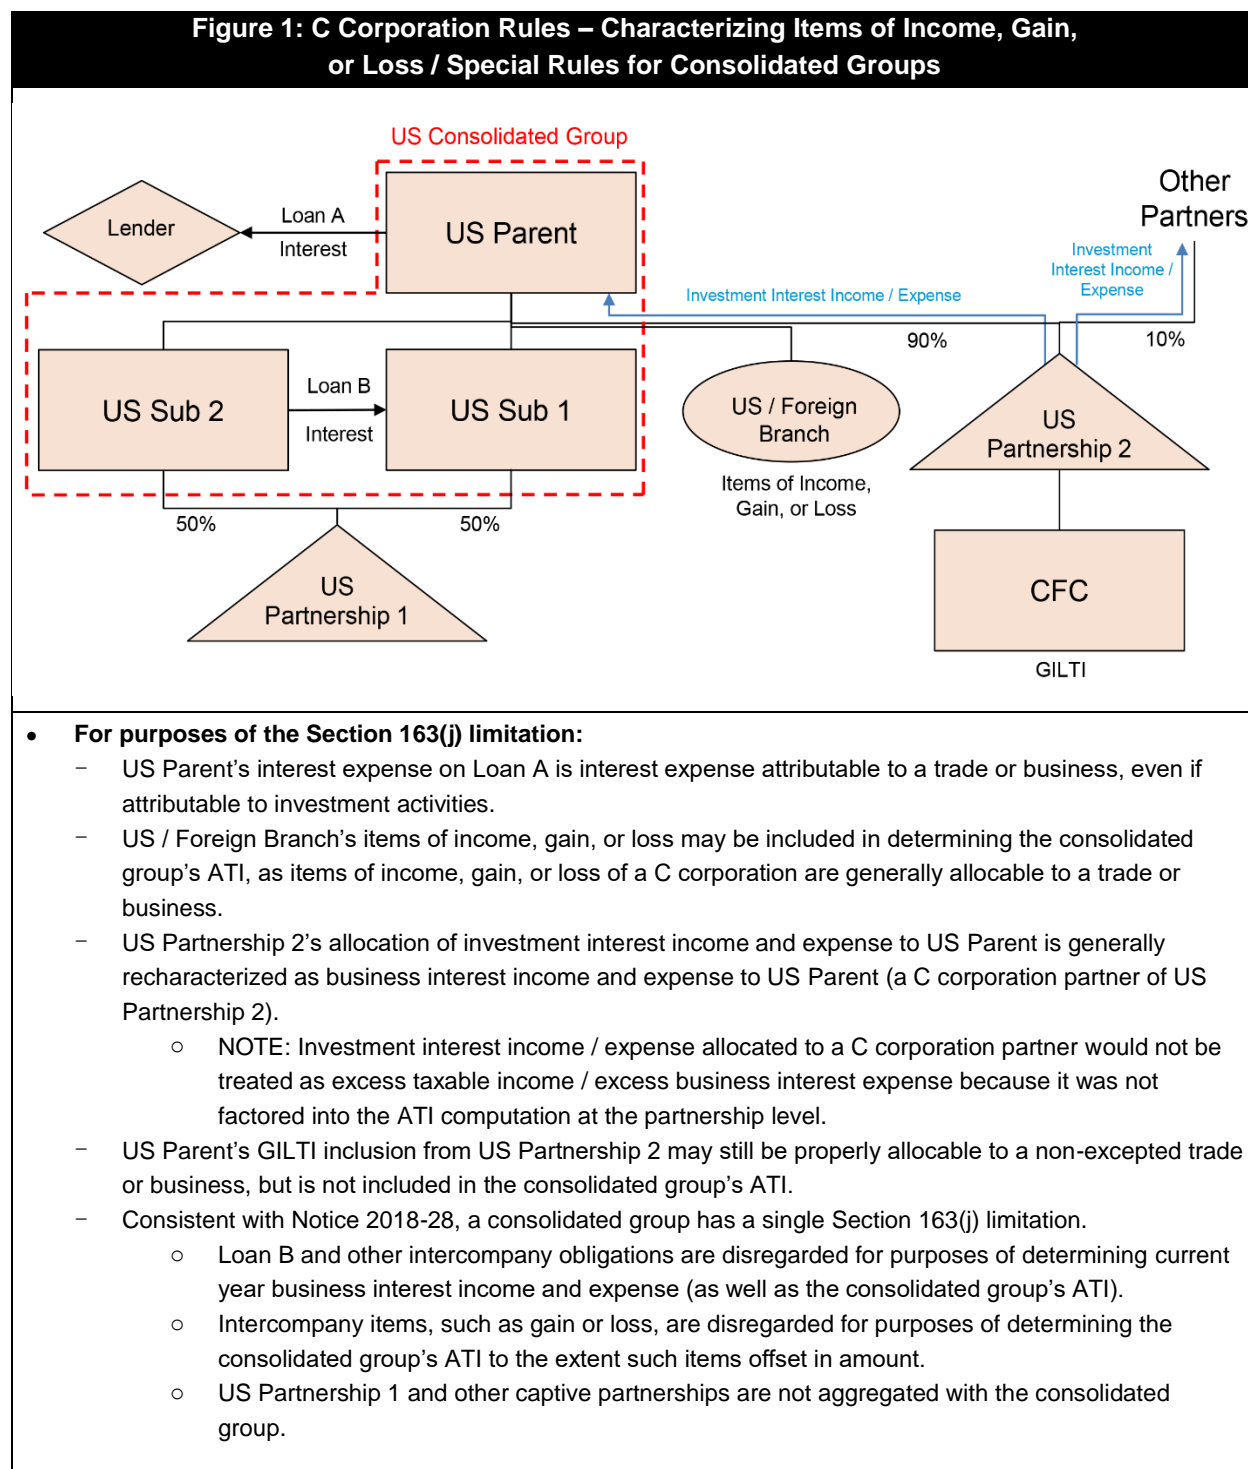 Figure 1: C Corporation Rules – Characterizing Items of Income, Gain,
or Loss / Special Rules for Consolidated Groups
US Consolidated Group
Lender
Loan A
Interest
US Parent
Other
Partners
Investment
Interest Income /
Expense
Investment Interest Income / Expense
90%
10%
US Sub 2
Loan B
Interest
US Sub 1
US / Foreign
Branch
Items of Income,
Gain, or Loss
US
Partnership 2
50%
50%
US
Partnership 1
CFC
GILTI
• For purposes of the Section 163(j) limitation:
− US Parent’s interest expense on Loan A is interest expense attributable to a trade or business, even if
attributable to investment activities.
− US / Foreign Branch’s items of income, gain, or loss may be included in determining the consolidated
group’s ATI, as items of income, gain, or loss of a C corporation are generally allocable to a trade or
business.
− US Partnership 2’s allocation of investment interest income and expense to US Parent is generally
recharacterized as business interest income and expense to US Parent (a C corporation partner of US
Partnership 2).
o NOTE: Investment interest income / expense allocated to a C corporation partner would not be
treated as excess taxable income / excess business interest expense because it was not
factored into the ATI computation at the partnership level.
− US Parent’s GILTI inclusion from US Partnership 2 may still be properly allocable to a non-excepted trade
or business, but is not included in the consolidated group’s ATI.
− Consistent with Notice 2018-28, a consolidated group has a single Section 163(j) limitation.
o Loan B and other intercompany obligations are disregarded for purposes of determining current
year business interest income and expense (as well as the consolidated group’s ATI).
o Intercompany items, such as gain or loss, are disregarded for purposes of determining the
consolidated group’s ATI to the extent such items offset in amount.
o US Partnership 1 and other captive partnerships are not aggregated with the consolidated
group.